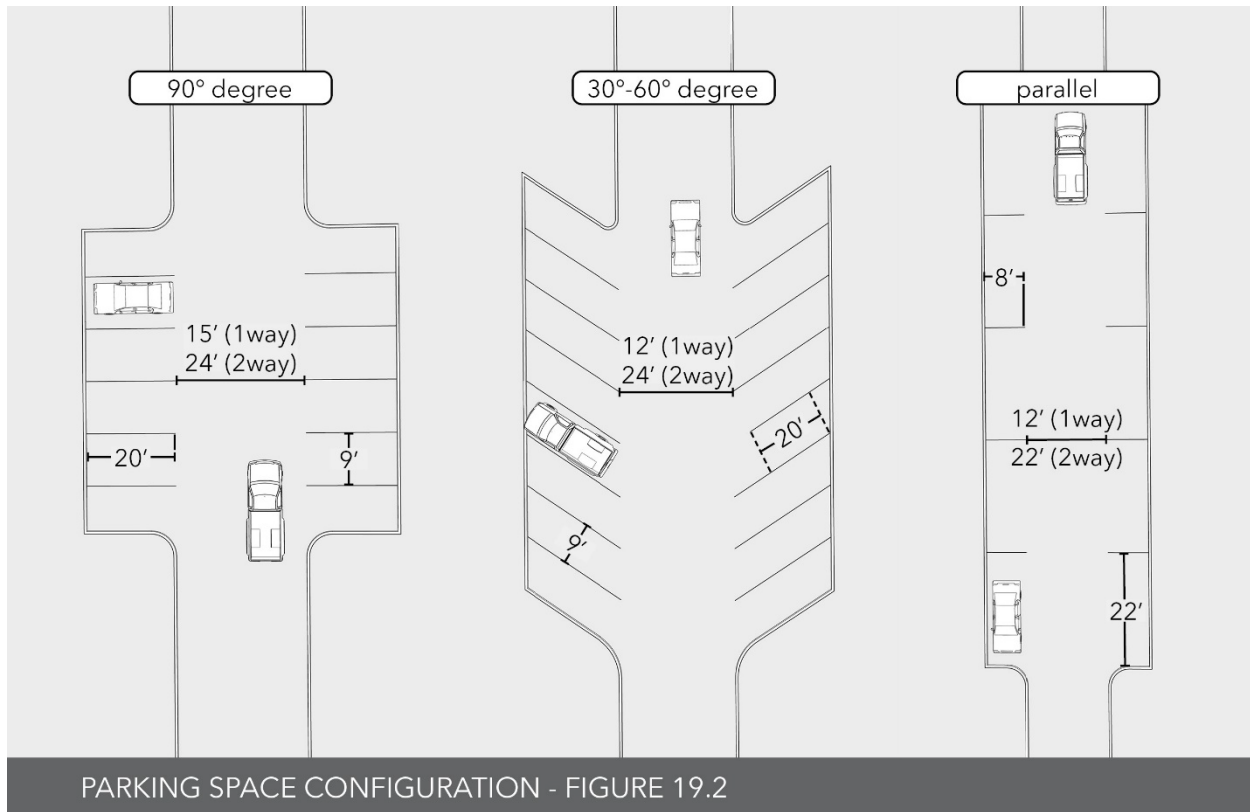 90° degree
30°-60° degree
parallel
15’ (1way)
24’ (2way)
20’
9’
12’ (1way)
24’ (2way)
20’
9’
8’
12’ (1way)
22’ (2way)
22’
PARKING SPACE CONFIGURATION - FIGURE 19.2